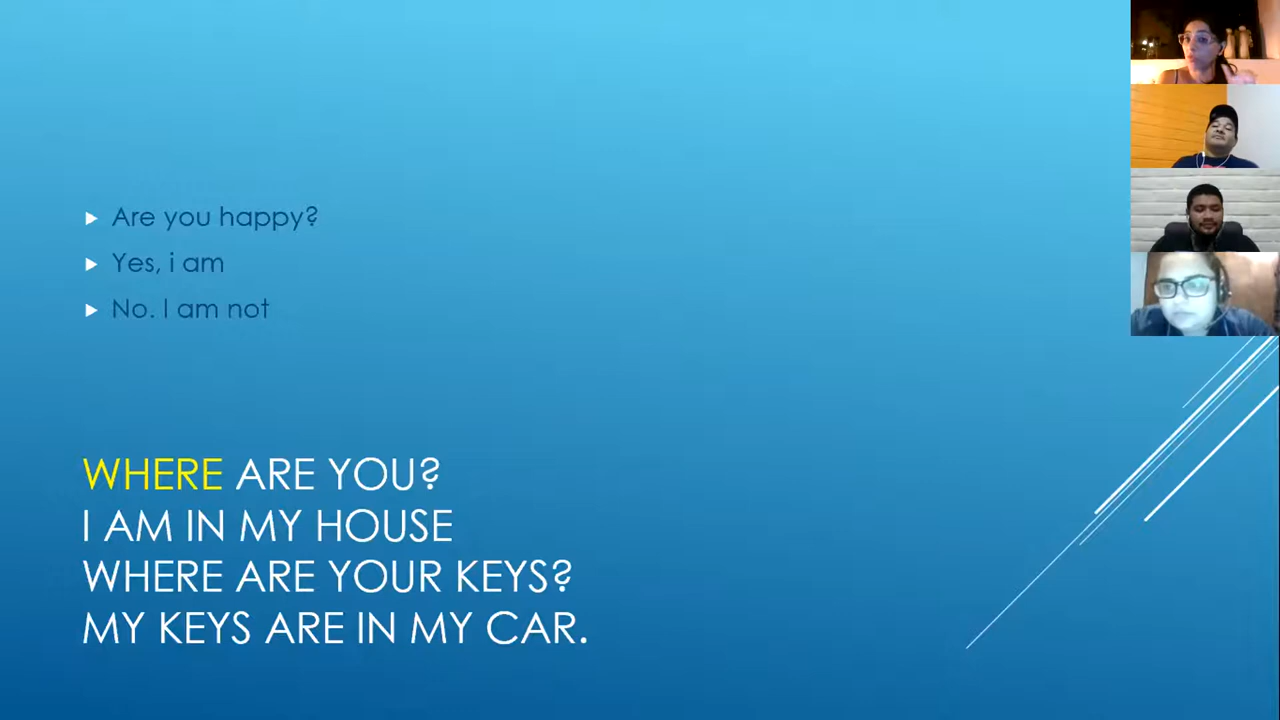 Are you happy?
Yes, i am
No. I am not
WHERE ARE YOU?
I AM IN MY HOUSE
WHERE ARE YOUR KEYS?
MY KEYS ARE IN MY CAR.